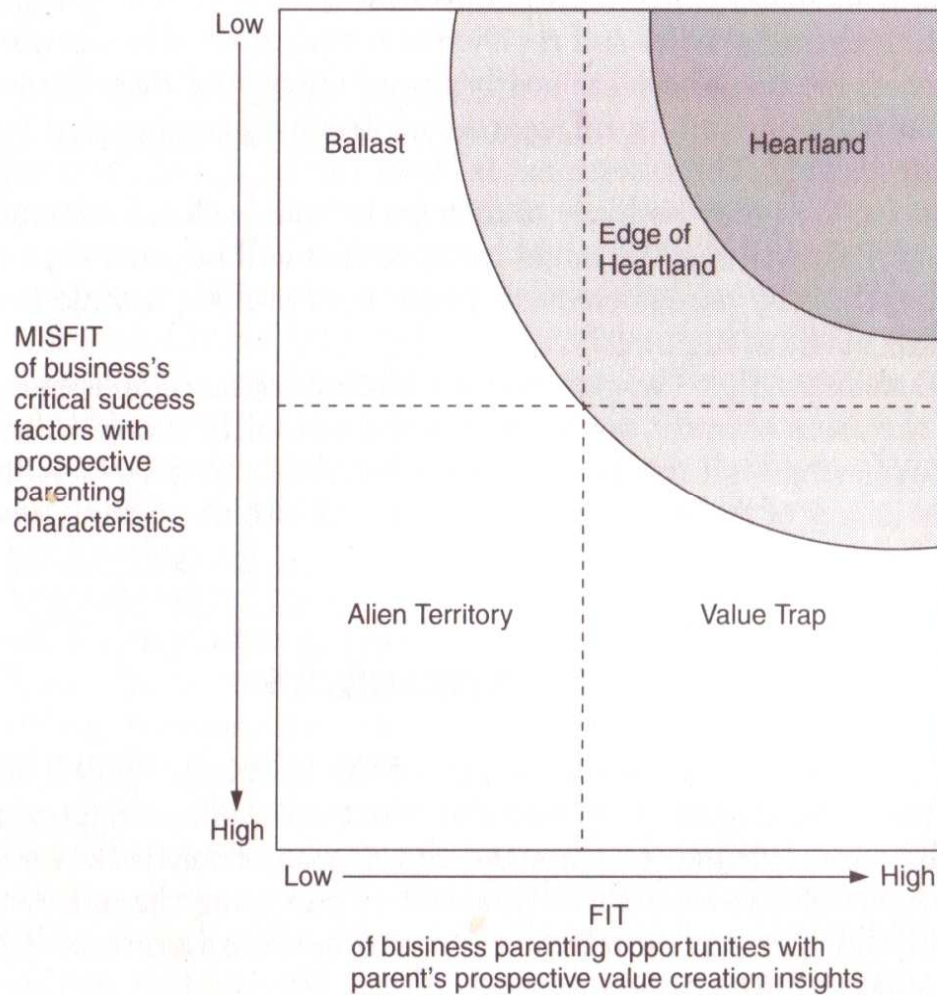 Low
Ballast
Heartland
Edge of
Heartland
MISFIT
of business's
critical success
factors with
prospective
parenting
characteristics
Alien Territory
Value Trap
High
Low
High
FIT
of business parenting opportunities with
parent's prospective value creation insights